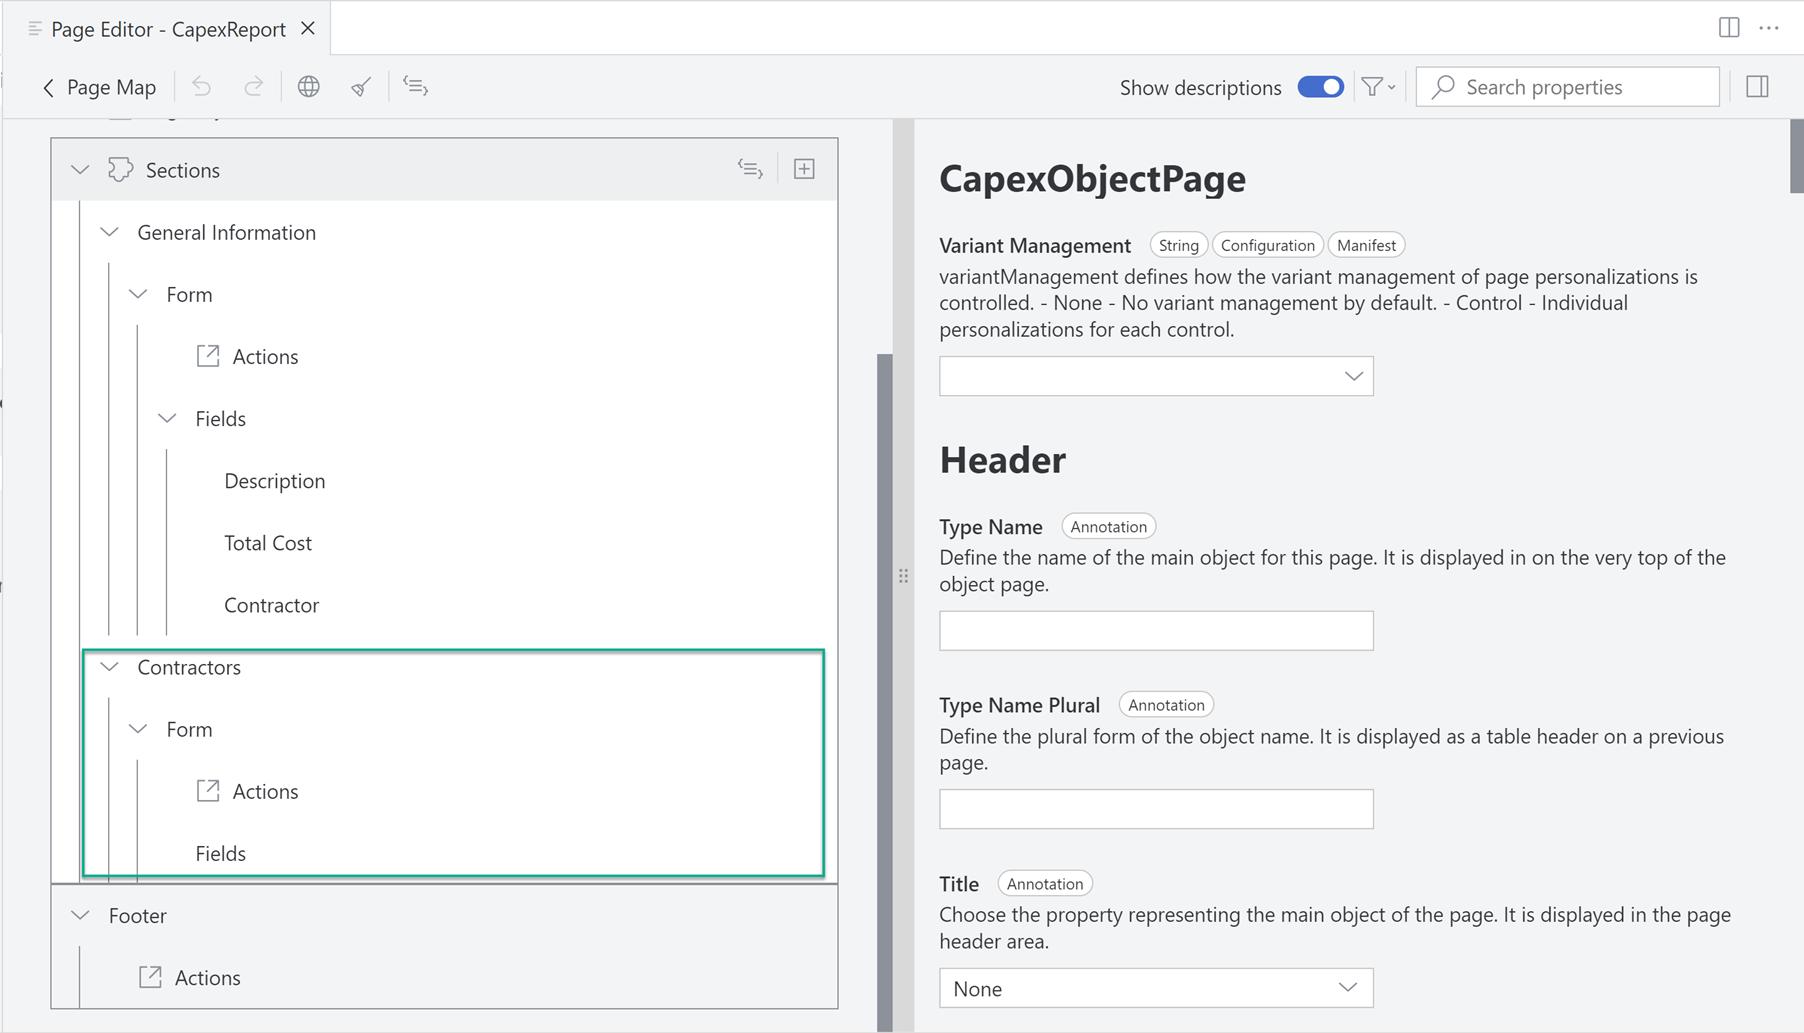 Page Editor - CapexReport
Page Map
Show descriptions
Search properties
Sections
General Information
Form
Actions
Fields
Description
Total Cost
Contractor
Contractors
Form
Actions
Fields
Footer
Actions
CapexObjectPage
Variant Management String Configuration Manifest
variantManagement defines how the variant management of page personalizations is
controlled. - None - No variant management by default. - Control - Individual
personalizations for each control.
Header
Type Name Annotation
Define the name of the main object for this page. It is displayed in on the very top of the
object page.
Type Name Plural Annotation
Define the plural form of the object name. It is displayed as a table header on a previous
page.
Title Annotation
Choose the property representing the main object of the page. It is displayed in the page
header area.
None